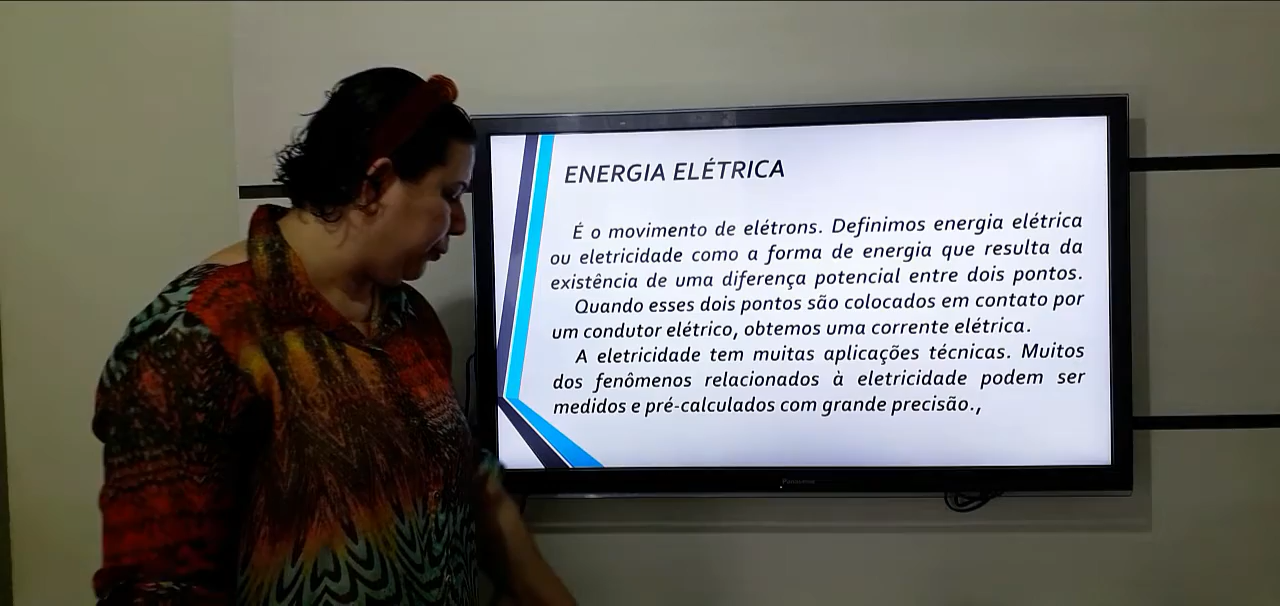 ENERGIA ELÉTRICA
É o movimento de elétrons. Definimos energia elétrica
ou eletricidade como a forma de energia que resulta da
existência de uma diferença potencial entre dois pontos.
Quando esses dois pontos são colocados em contato por
um condutor elétrico, obtemos uma corrente elétrica.
A eletricidade tem muitas aplicações técnicas. Muitos
dos fenômenos relacionados à eletricidade podem ser
medidos e pré-calculados com grande precisão.,
Panasonic